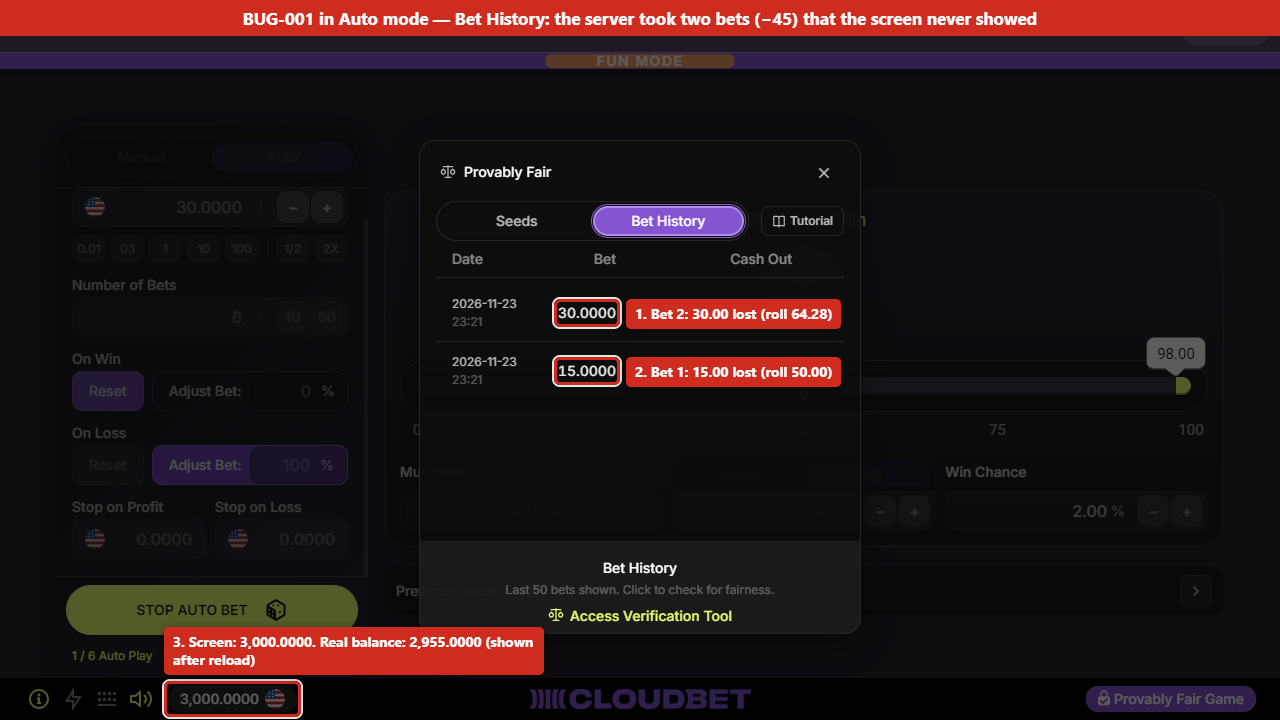 BUG-001 in Auto mode — Bet History: the server took two bets (−45) that the screen never showed
FUN MODE
Manual
Auto
30.0000
−
+
0.01
0.1
1
10
100
1/2
2X
Number of Bets
6
10
50
On Win
Reset
Adjust Bet:
0 %
On Loss
Reset
Adjust Bet:
100 %
Stop on Profit
Stop on Loss
0.0000
0.0000
STOP AUTO BET
1 / 6 Auto Play
Provably Fair
Seeds
Bet History
Tutorial
Date
Bet
Cash Out
2026-11-23
23:21
30.0000
1. Bet 2: 30.00 lost (roll 64.28)
2026-11-23
23:21
15.0000
2. Bet 1: 15.00 lost (roll 50.00)
Bet History
Last 50 bets shown. Click to check for fairness.
Access Verification Tool
98.00
75
100
Win Chance
−
+
2.00 %
−
+
3. Screen: 3,000.0000. Real balance: 2,955.0000 (shown
after reload)
3,000.0000
CLOUDBET
Provably Fair Game